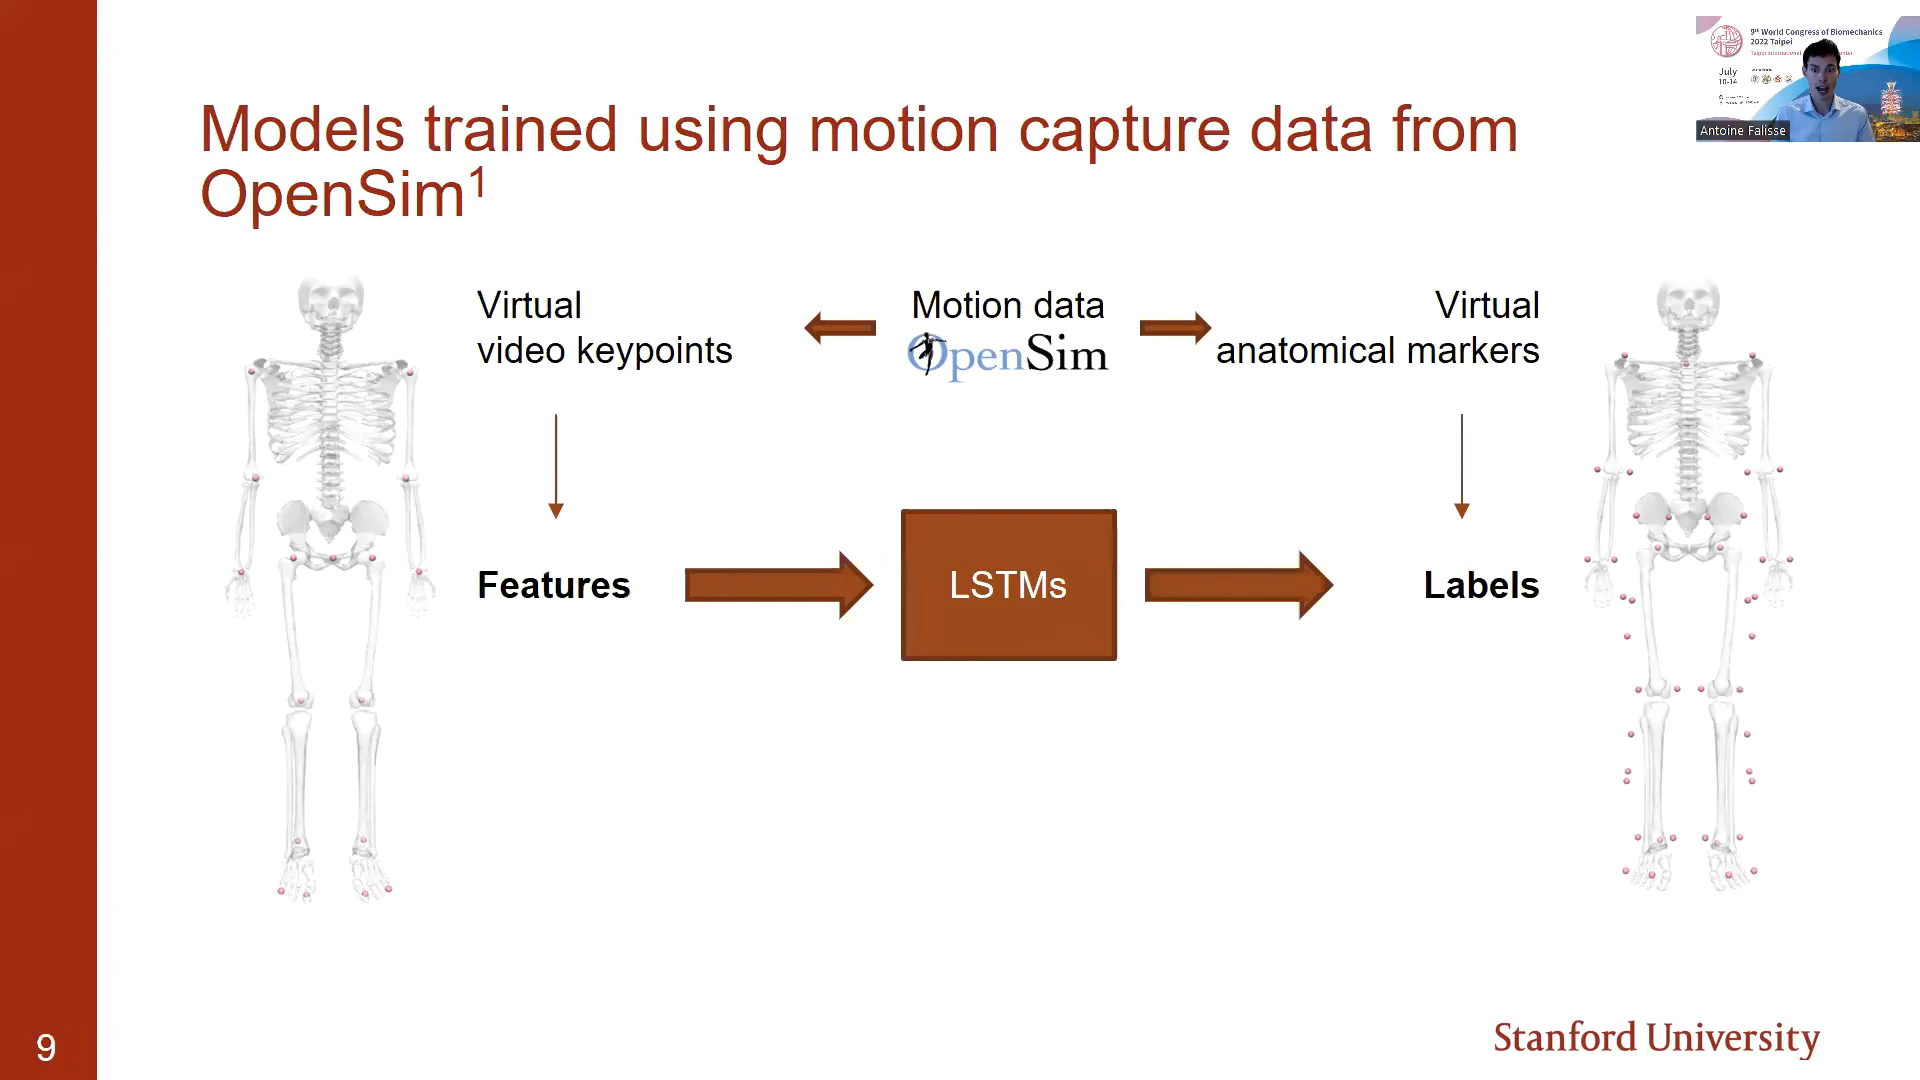 Models trained using motion capture data from
OpenSim1
9th World Congress of Biomechanics
2022 Taipei
July
10-14
Antoine Falisse
Virtual
video keypoints
Motion data
OpenSim
Virtual
anatomical markers
Features
LSTMs
Labels
9
Stanford University